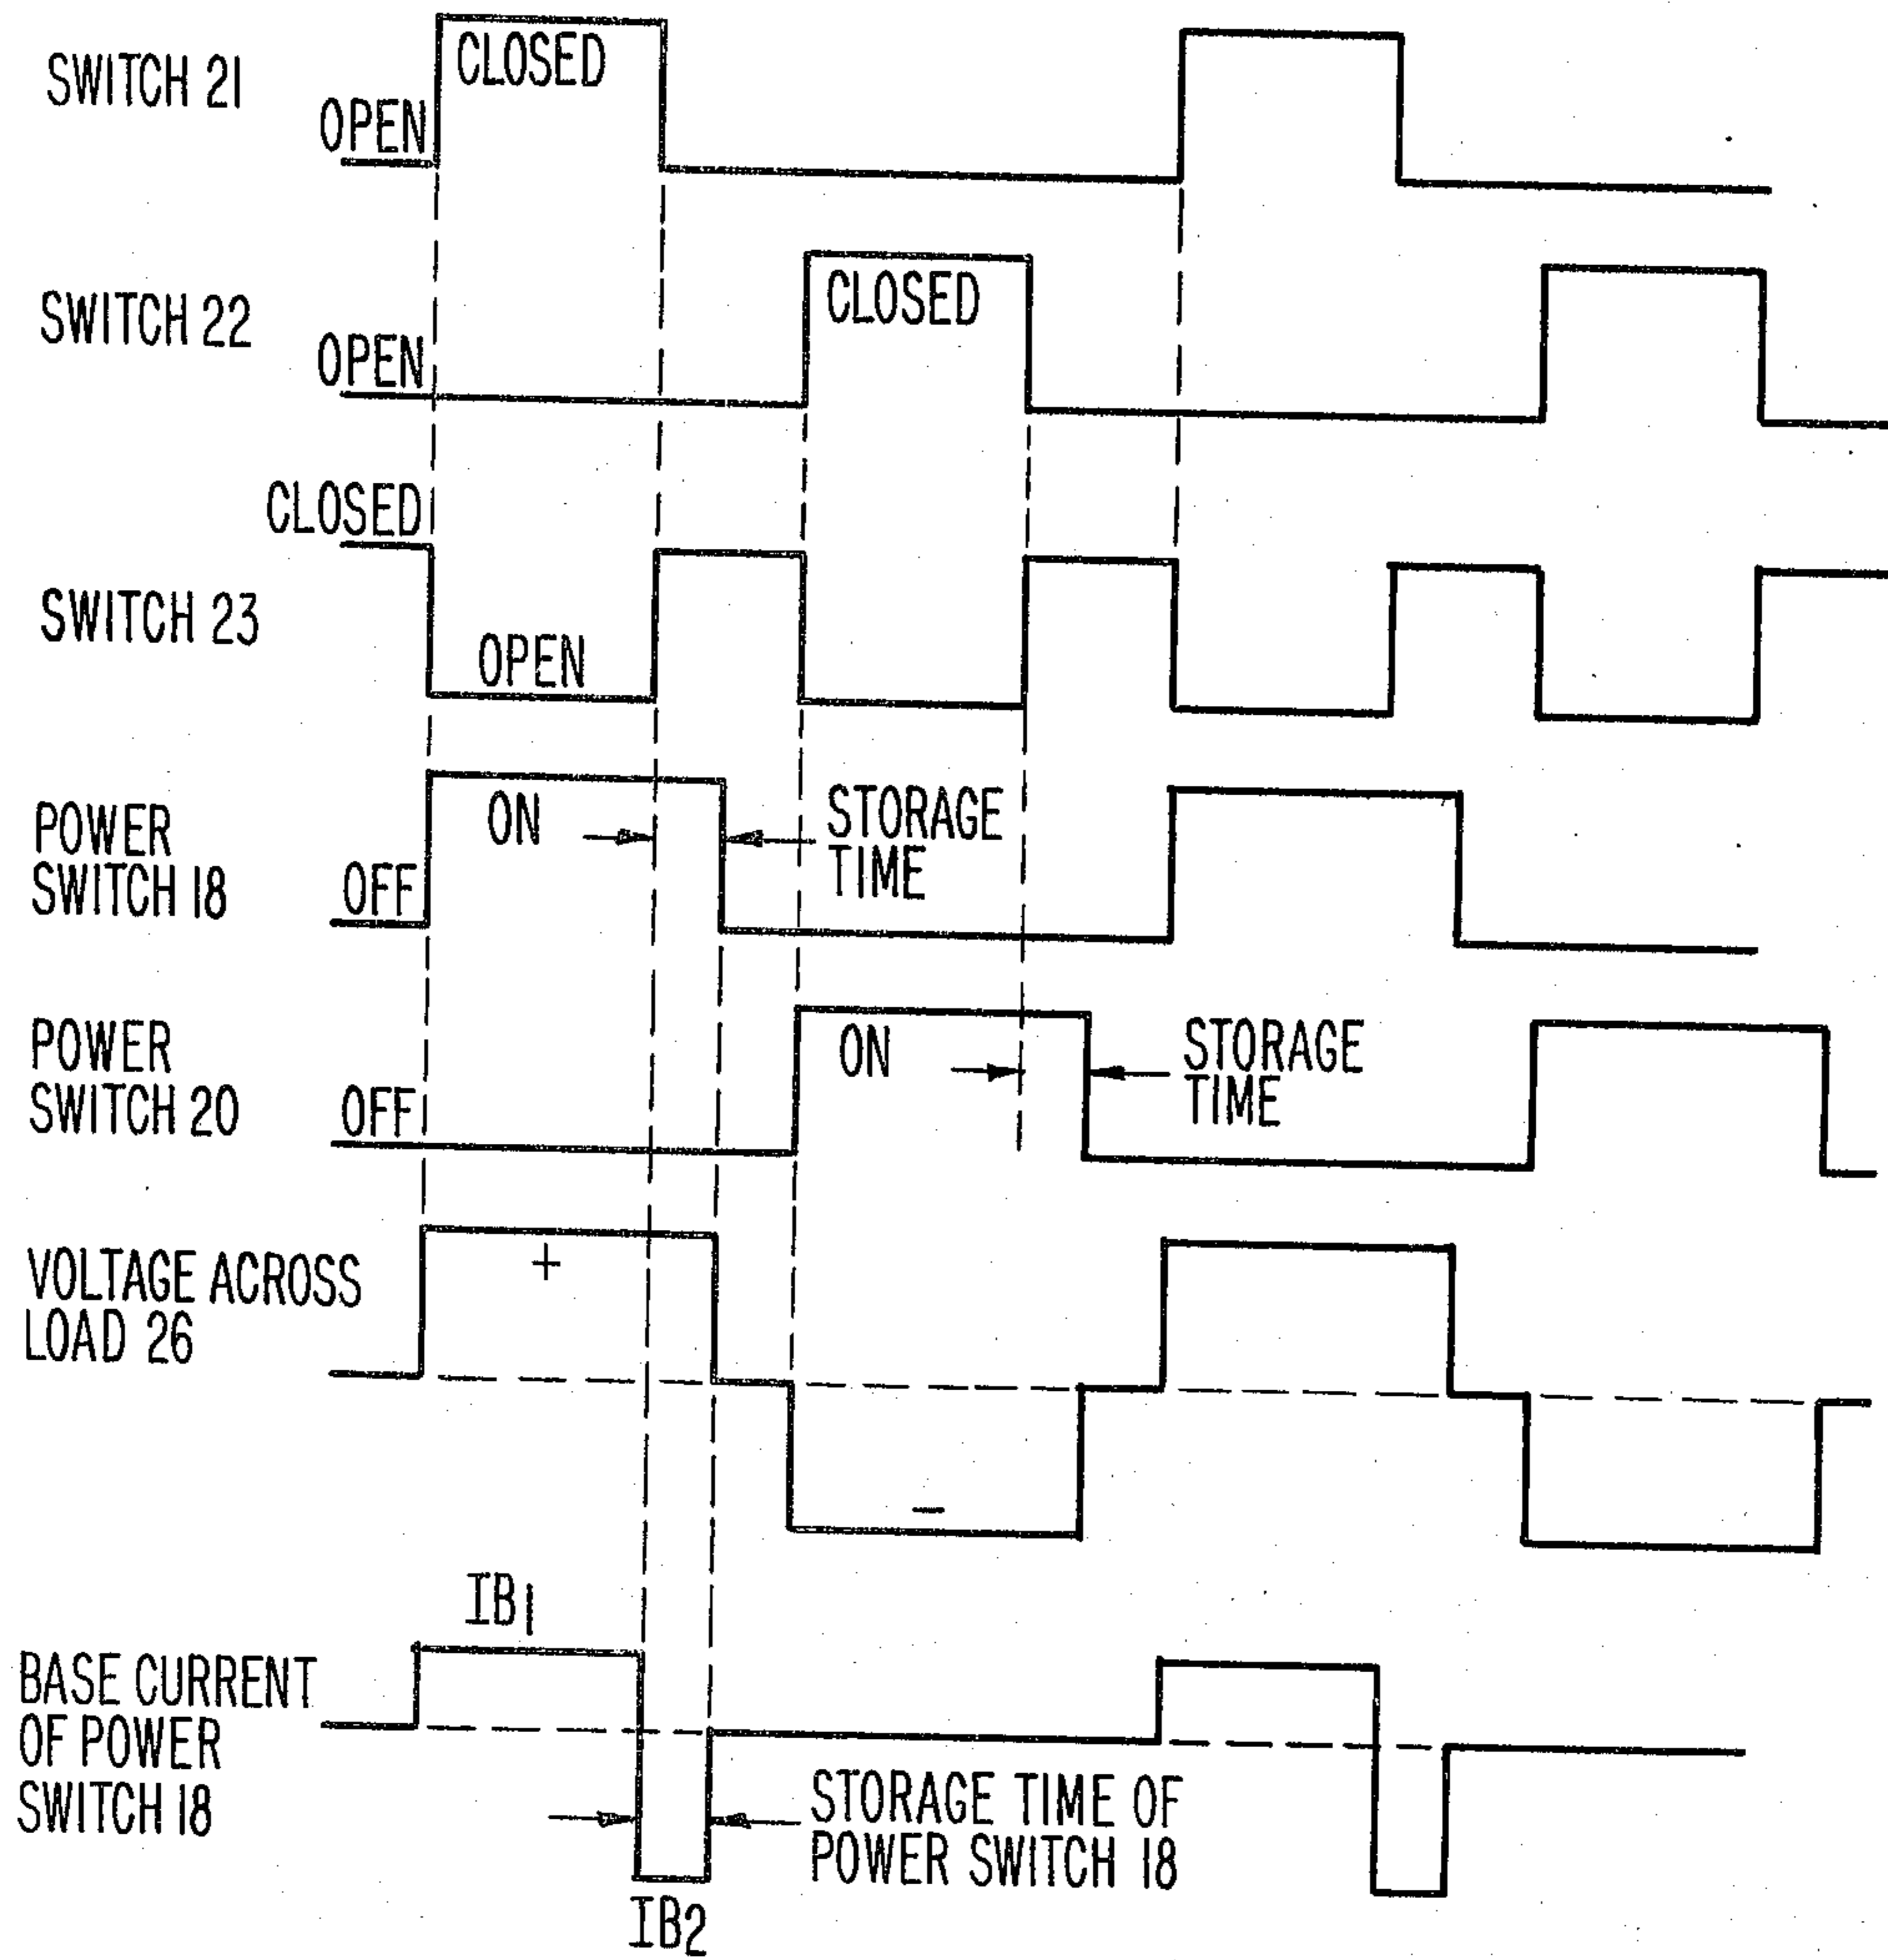 SWITCH 21
CLOSED
OPEN
SWITCH 22
CLOSED
OPEN
CLOSED
SWITCH 23
OPEN
POWER
SWITCH 18
ON
OFF
STORAGE
TIME
POWER
SWITCH 20
ON
OFF
STORAGE
TIME
VOLTAGE ACROSS
LOAD 26
+
-
IB1
BASE CURRENT
OF POWER
SWITCH 18
STORAGE TIME OF
POWER SWITCH 18
IB2